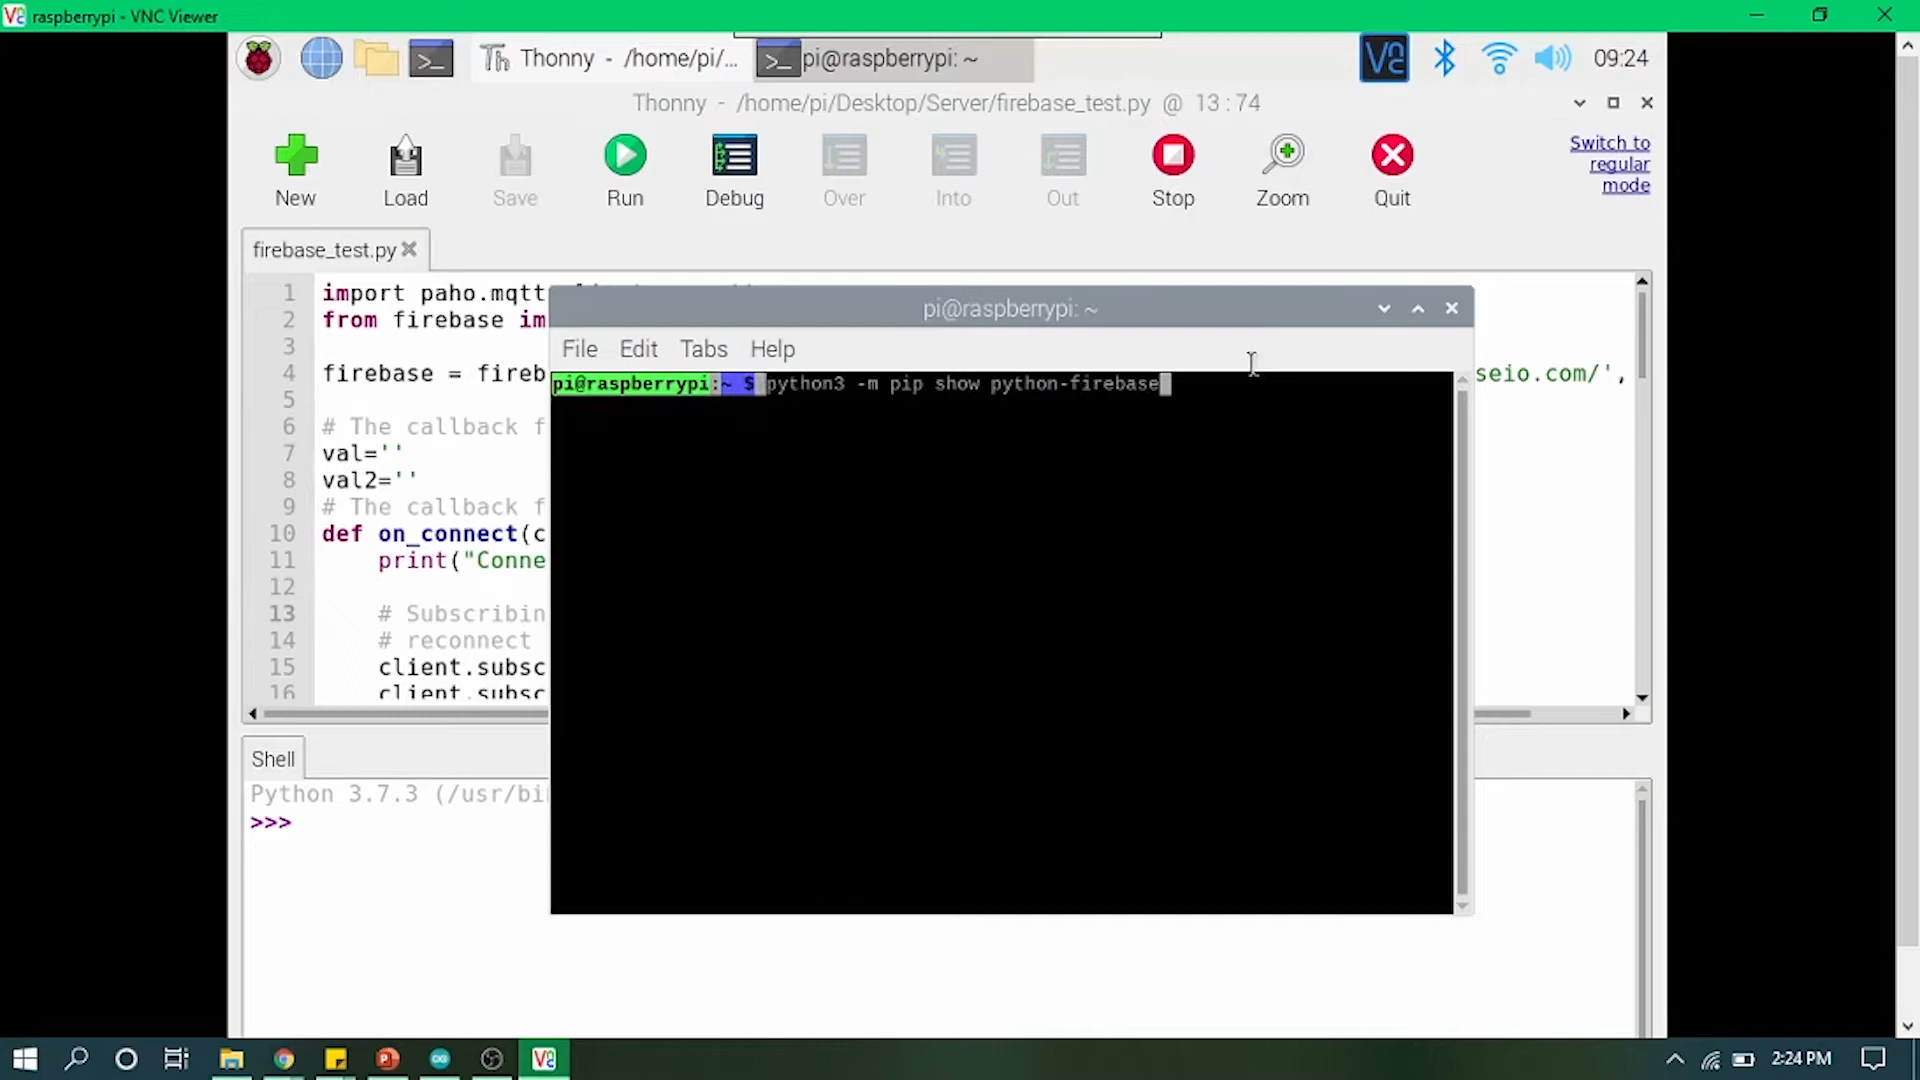 raspberrypi - VNC Viewer
Thonny - /home/pi/...
pi@raspberrypi: ~
09:24
Thonny - /home/pi/Desktop/Server/firebase_test.py @ 13 : 74
New
Load
Save
Run
Debug
Over
Into
Out
Stop
Zoom
Quit
Switch to
regular
mode
firebase_test.py
1 import paho.mqtt
2 from firebase im
3
4 firebase = fireb
seio.com/',
5
6 # The callback f
7 val=''
8 val2=''
9 # The callback f
10 def on_connect(c
11 print("Conne
12
13 # Subscribin
14 # reconnect
15 client.subsc
16 client.subsc
pi@raspberrypi: ~
File Edit Tabs Help
pi@raspberrypi:~ $ python3 -m pip show python-firebase
Shell
Python 3.7.3 (/usr/bin
>>>
2:24 PM